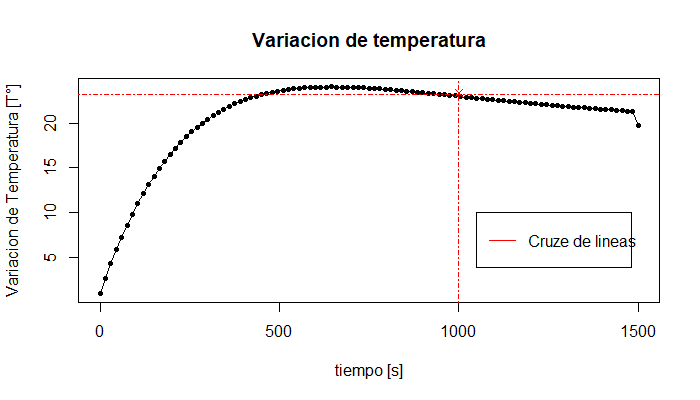 Variacion de temperatura
Variacion de Temperatura [T°]
20
15
10
5
Cruze de lineas
0
500
1000
1500
tiempo [s]